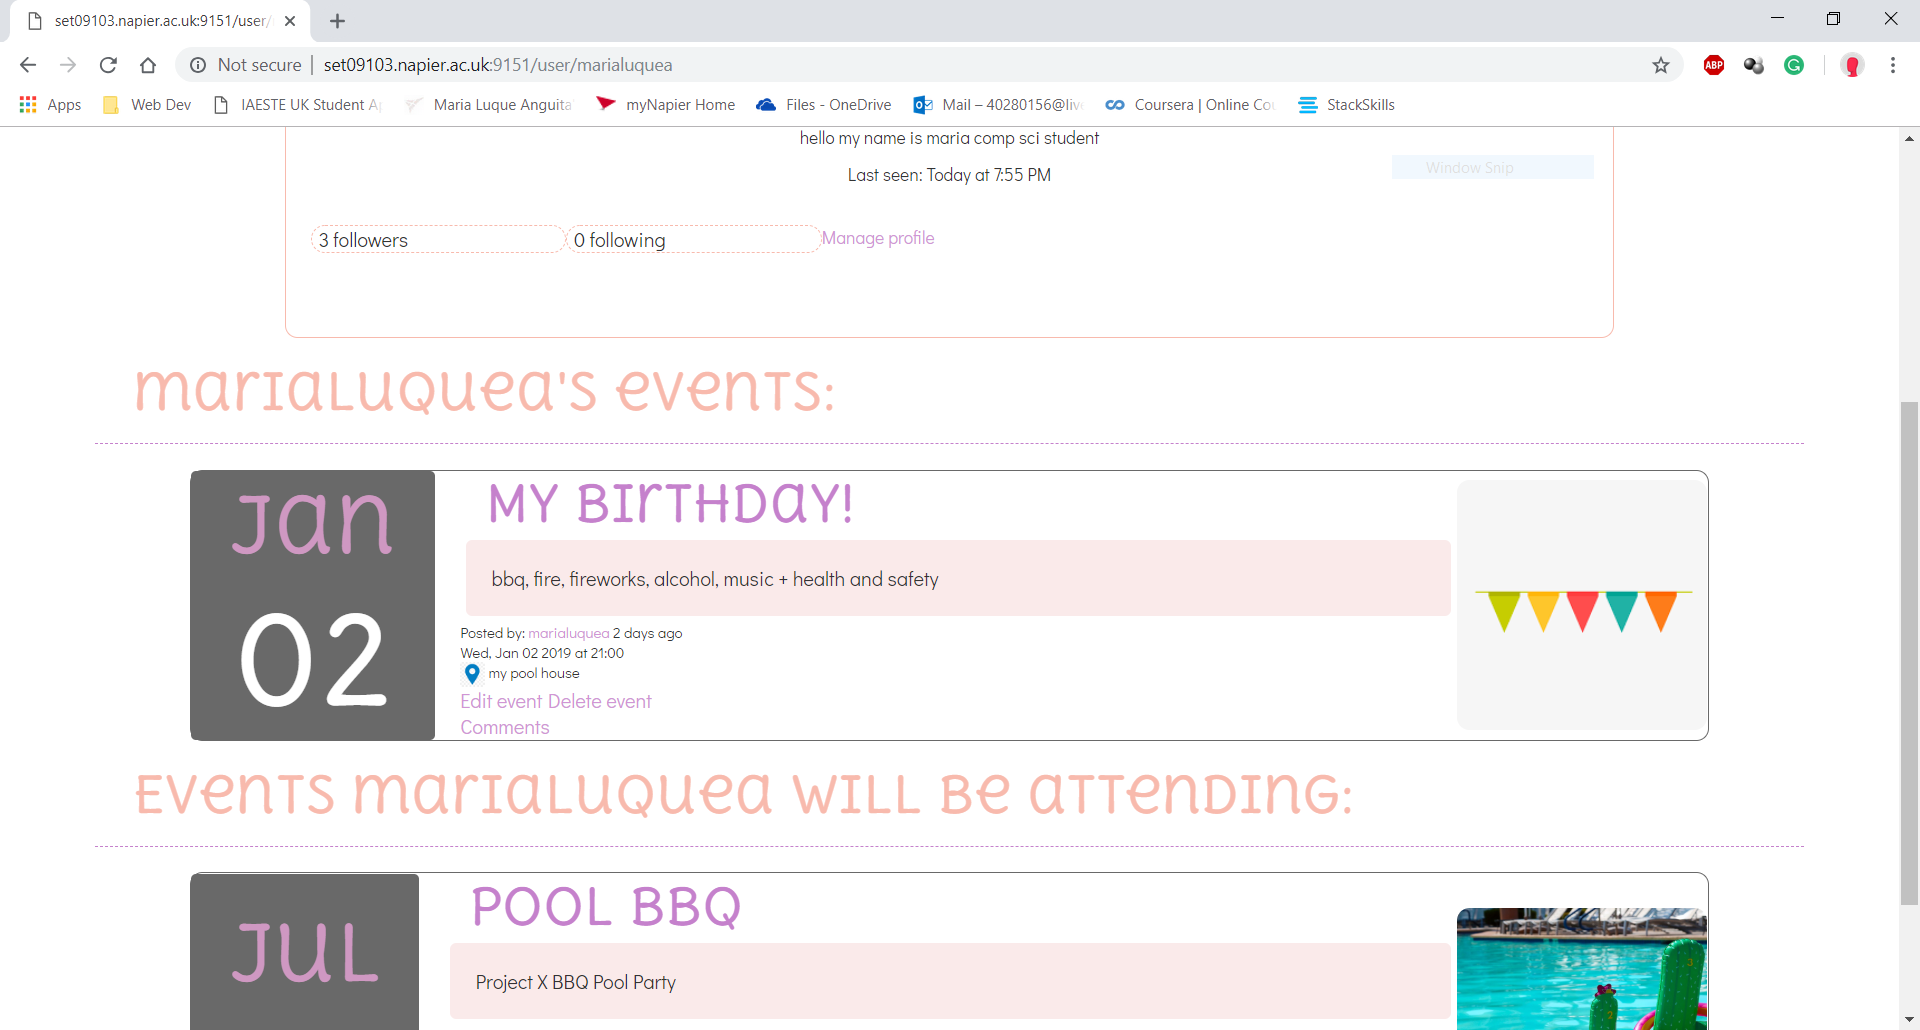 set09103.napier.ac.uk:9151/user/
Not secure | set09103.napier.ac.uk:9151/user/marialuquea
ABP
Apps Web Dev IAESTE UK Student Ap Maria Luque Anguita myNapier Home Files - OneDrive Mail – 40280156@live Coursera | Online Cou StackSkills
hello my name is maria comp sci student
Window Snip
Last seen: Today at 7:55 PM
3 followers 0 following Manage profile
marialuquea's events:
Jan
02
My Birthday!
bbq, fire, fireworks, alcohol, music + health and safety
Posted by: marialuquea 2 days ago
Wed, Jan 02 2019 at 21:00
my pool house
Edit event Delete event
Comments
Events marialuquea will be attending:
JUL
POOL BBQ
Project X BBQ Pool Party